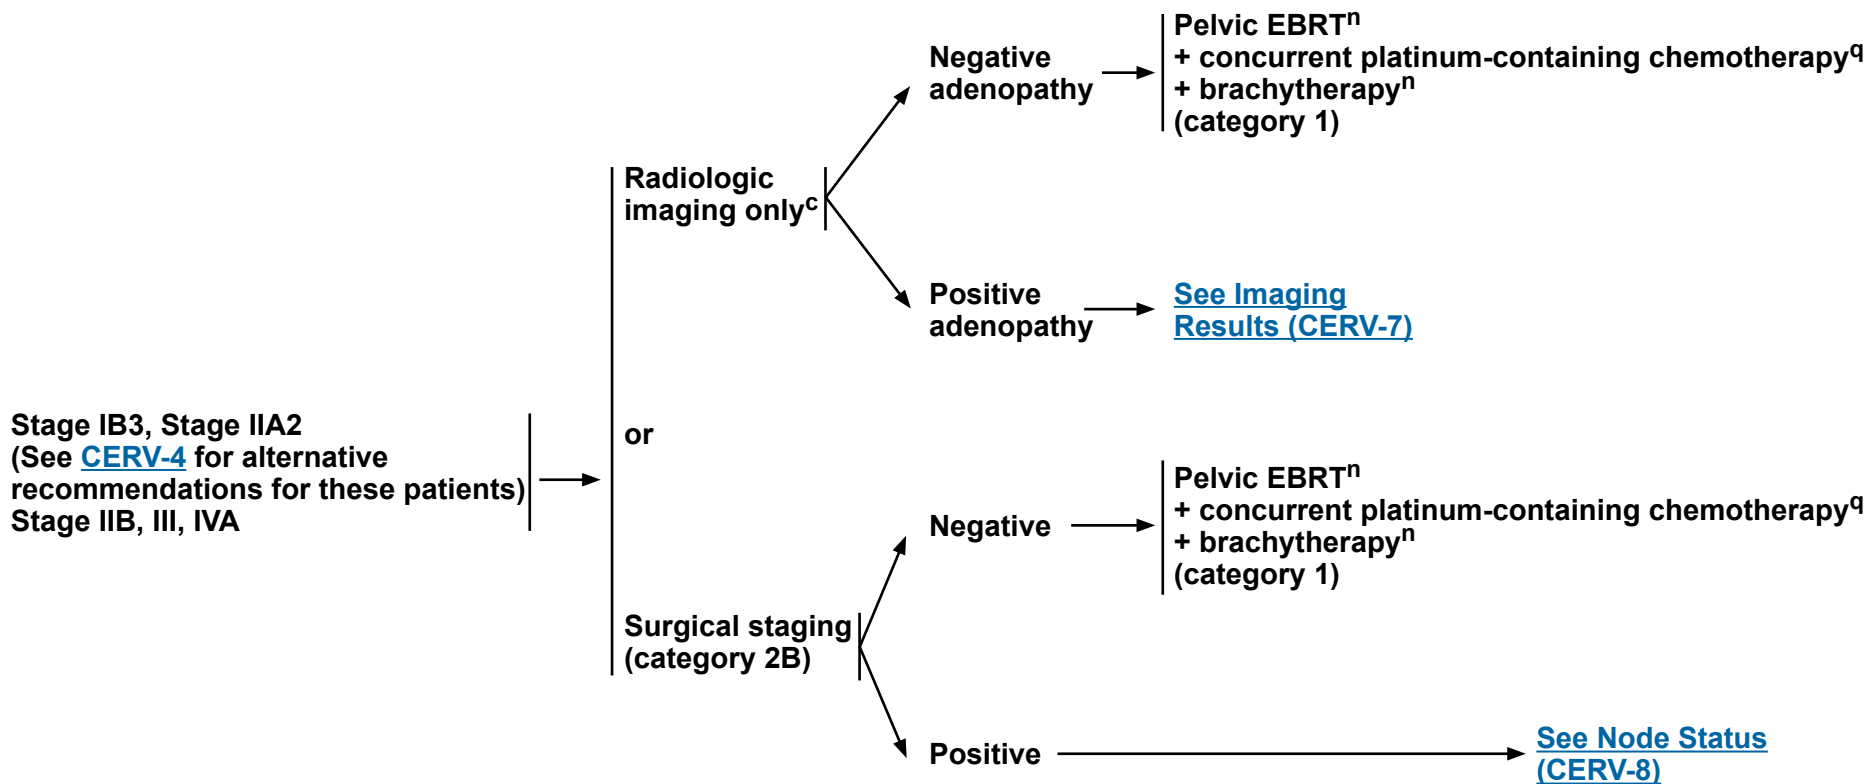 Stage IB3, Stage IIA2
(See CERV-4 for alternative
recommendations for these patients)
Stage IIB, III, IVA
Radiologic
imaging onlyᶜ
or
Surgical staging
(category 2B)
Negative
adenopathy
Pelvic EBRTⁿ
+ concurrent platinum-containing chemotherapy^q
+ brachytherapyⁿ
(category 1)
Positive
adenopathy
See Imaging
Results (CERV-7)
Negative
Pelvic EBRTⁿ
+ concurrent platinum-containing chemotherapy^q
+ brachytherapyⁿ
(category 1)
Positive
See Node Status
(CERV-8)